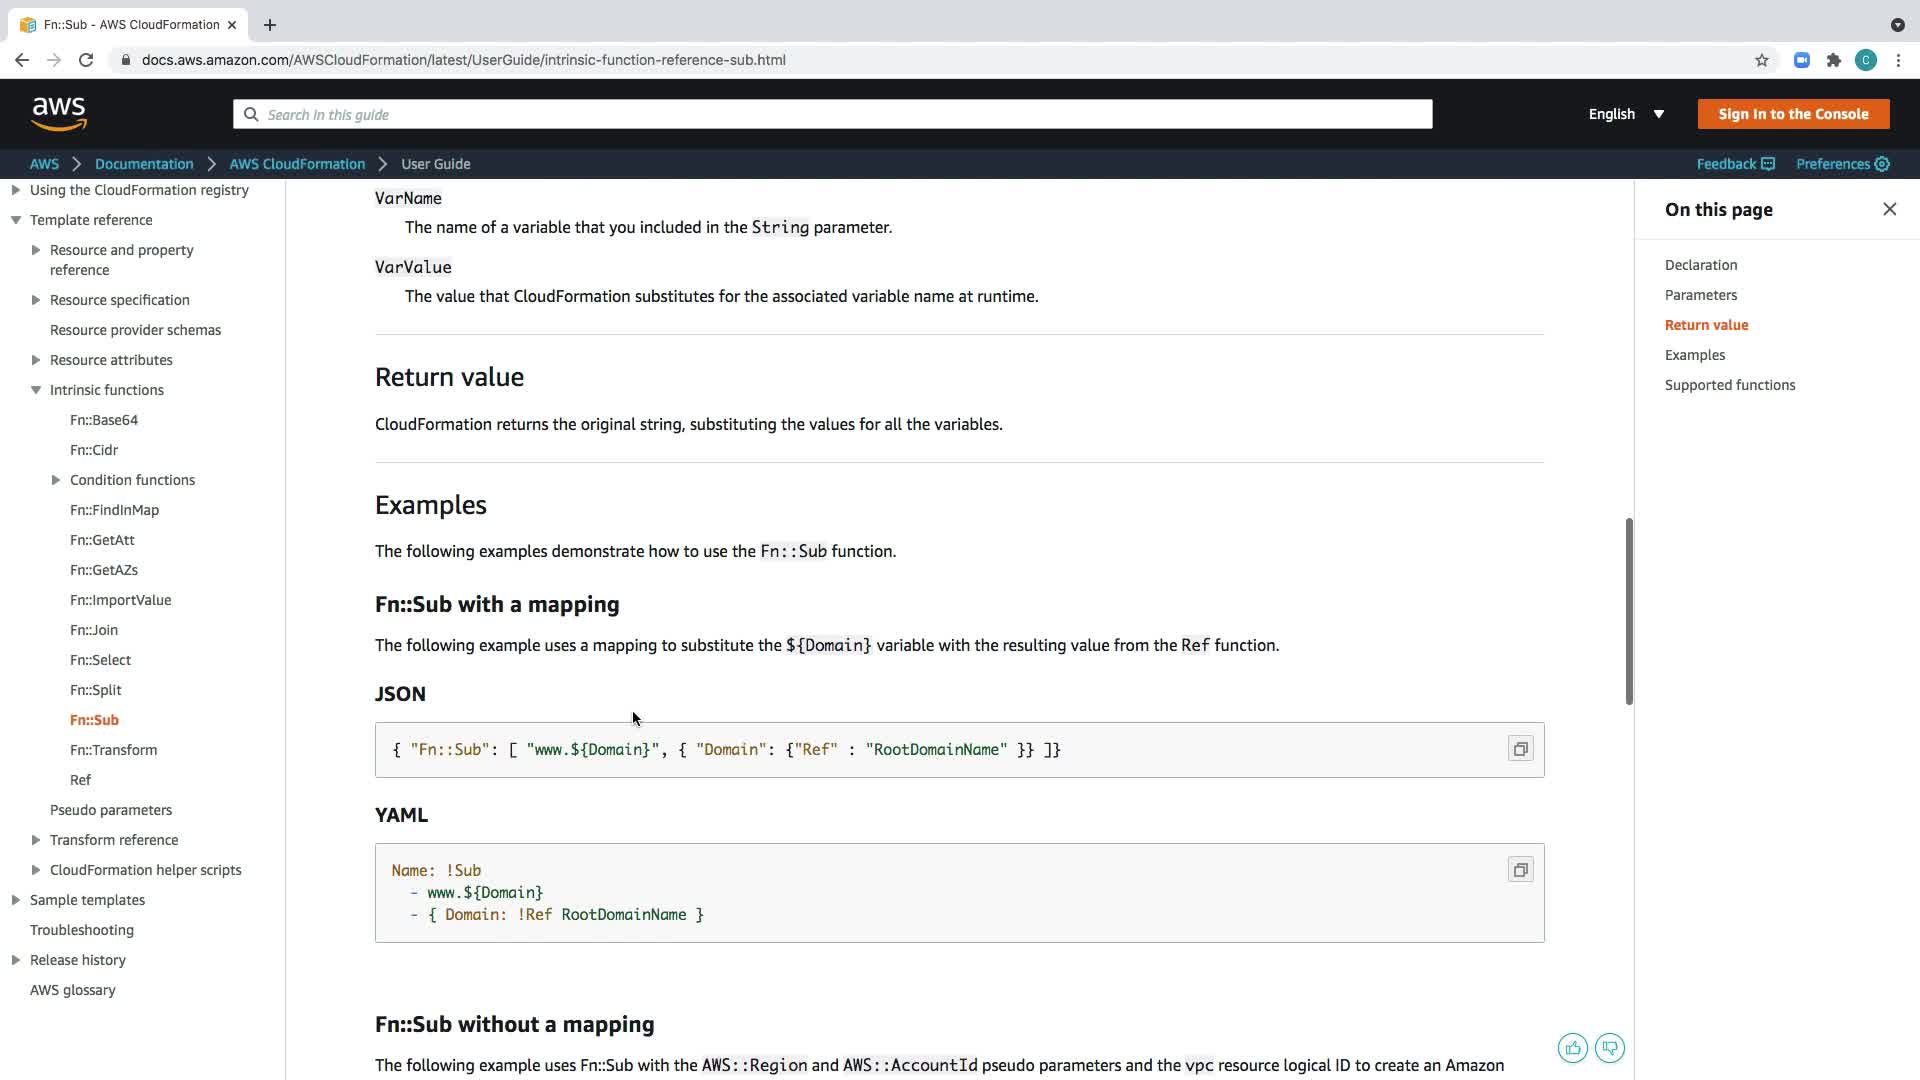 Fn::Sub - AWS CloudFormation
docs.aws.amazon.com/AWSCloudFormation/latest/UserGuide/intrinsic-function-reference-sub.html
C
aws
Search in this guide
English
Sign In to the Console
AWS
Documentation
AWS CloudFormation
User Guide
Feedback
Preferences
Using the CloudFormation registry
Template reference
Resource and property
reference
Resource specification
Resource provider schemas
Resource attributes
Intrinsic functions
Fn::Base64
Fn::Cidr
Condition functions
Fn::FindInMap
Fn::GetAtt
Fn::GetAZs
Fn::ImportValue
Fn::Join
Fn::Select
Fn::Split
Fn::Sub
Fn::Transform
Ref
Pseudo parameters
Transform reference
CloudFormation helper scripts
Sample templates
Troubleshooting
Release history
AWS glossary
VarName
The name of a variable that you included in the String parameter.
VarValue
The value that CloudFormation substitutes for the associated variable name at runtime.
Return value
CloudFormation returns the original string, substituting the values for all the variables.
Examples
The following examples demonstrate how to use the Fn::Sub function.
Fn::Sub with a mapping
The following example uses a mapping to substitute the ${Domain} variable with the resulting value from the Ref function.
JSON
{ "Fn::Sub": [ "www.${Domain}", { "Domain": {"Ref" : "RootDomainName" }} ]}
YAML
Name: !Sub
- www.${Domain}
- { Domain: !Ref RootDomainName }
Fn::Sub without a mapping
The following example uses Fn::Sub with the AWS::Region and AWS::AccountId pseudo parameters and the vpc resource logical ID to create an Amazon
On this page
Declaration
Parameters
Return value
Examples
Supported functions